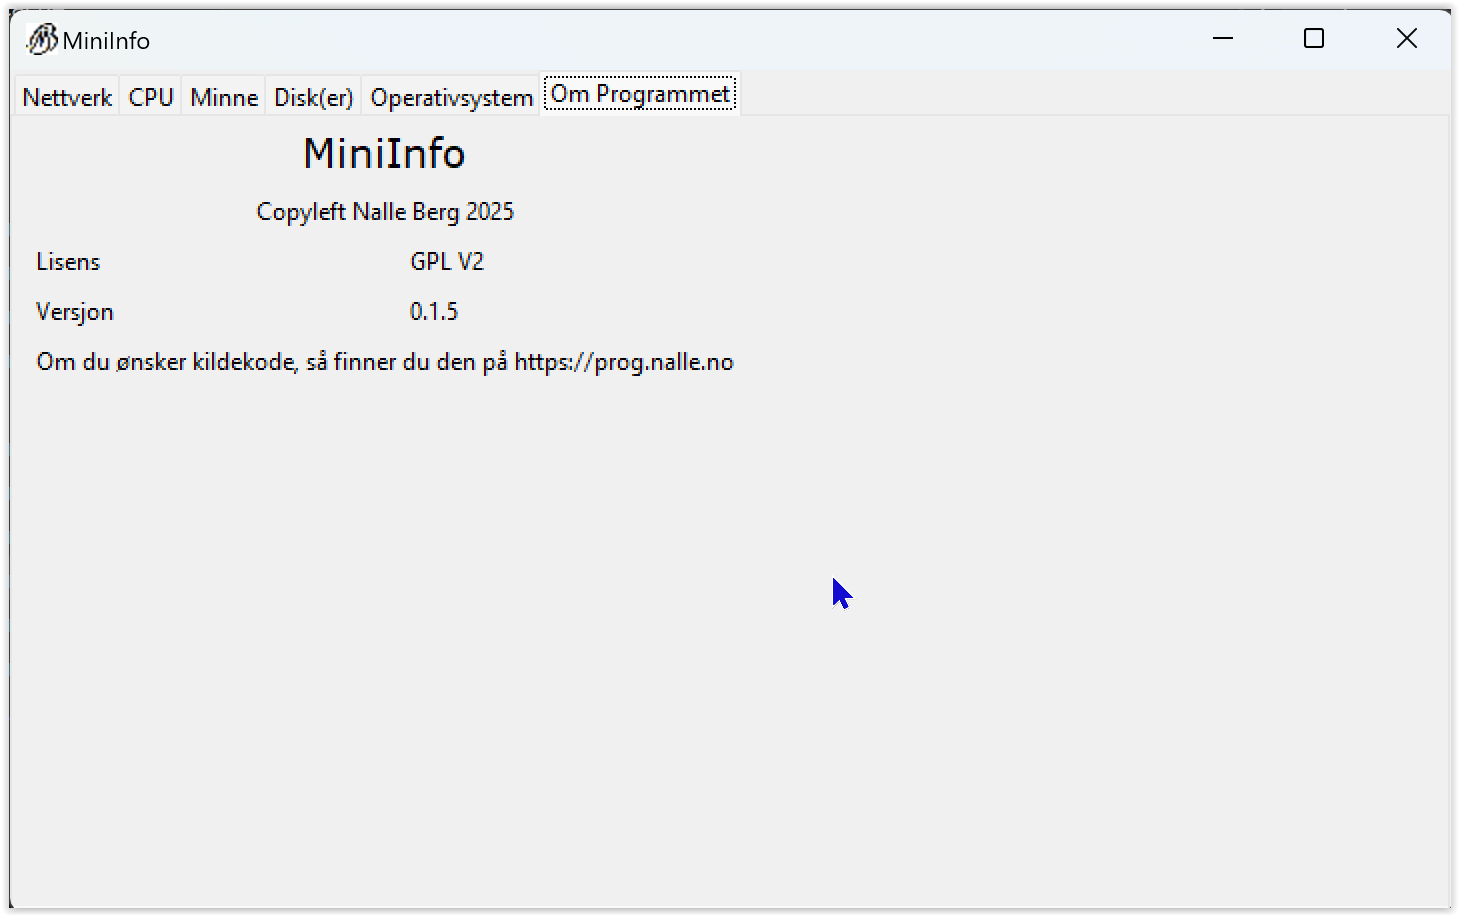 MiniInfo
Nettverk CPU Minne Disk(er) Operativsystem Om Programmet
MiniInfo
Copyleft Nalle Berg 2025
Lisens GPL V2
Versjon 0.1.5
Om du ønsker kildekode, så finner du den på https://prog.nalle.no